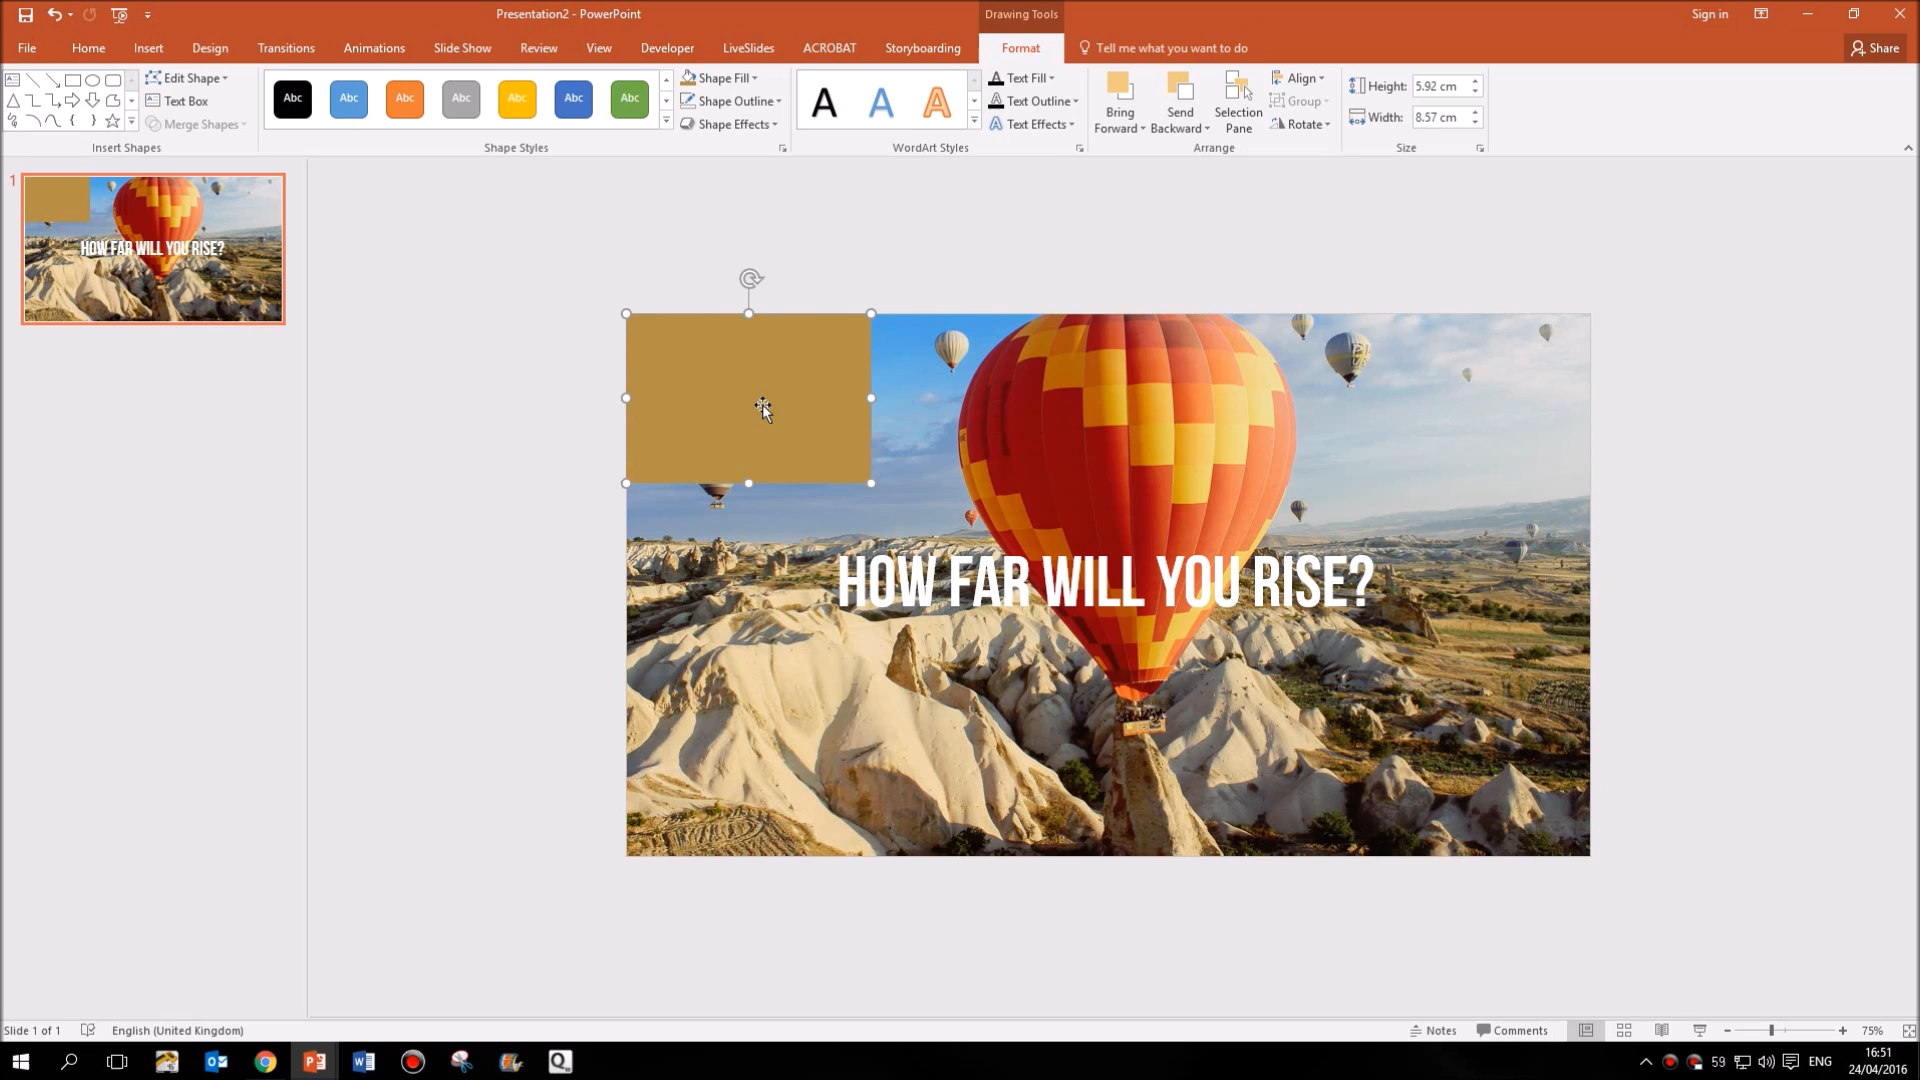 Presentation2 - PowerPoint
Drawing Tools
Sign in
File Home Insert Design Transitions Animations Slide Show Review View Developer LiveSlides ACROBAT Storyboarding Format Tell me what you want to do Share
Edit Shape
Text Box
Merge Shapes
Insert Shapes
Abc Abc Abc Abc Abc Abc Abc
Shape Fill
Shape Outline
Shape Effects
Shape Styles
A A A
Text Fill
Text Outline
Text Effects
WordArt Styles
Bring Forward
Send Backward
Selection Pane
Align
Group
Rotate
Arrange
Height: 5.92 cm
Width: 8.57 cm
Size
1
HOW FAR WILL YOU RISE?
HOW FAR WILL YOU RISE?
Slide 1 of 1 English (United Kingdom) Notes Comments 75%
59 ENG
16:51
24/04/2016